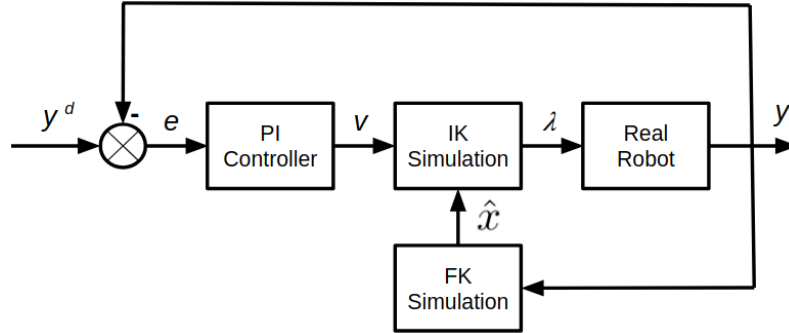 -
y d
e
PI
Controller
v
IK
Simulation
λ
Real
Robot
y
x̂
FK
Simulation